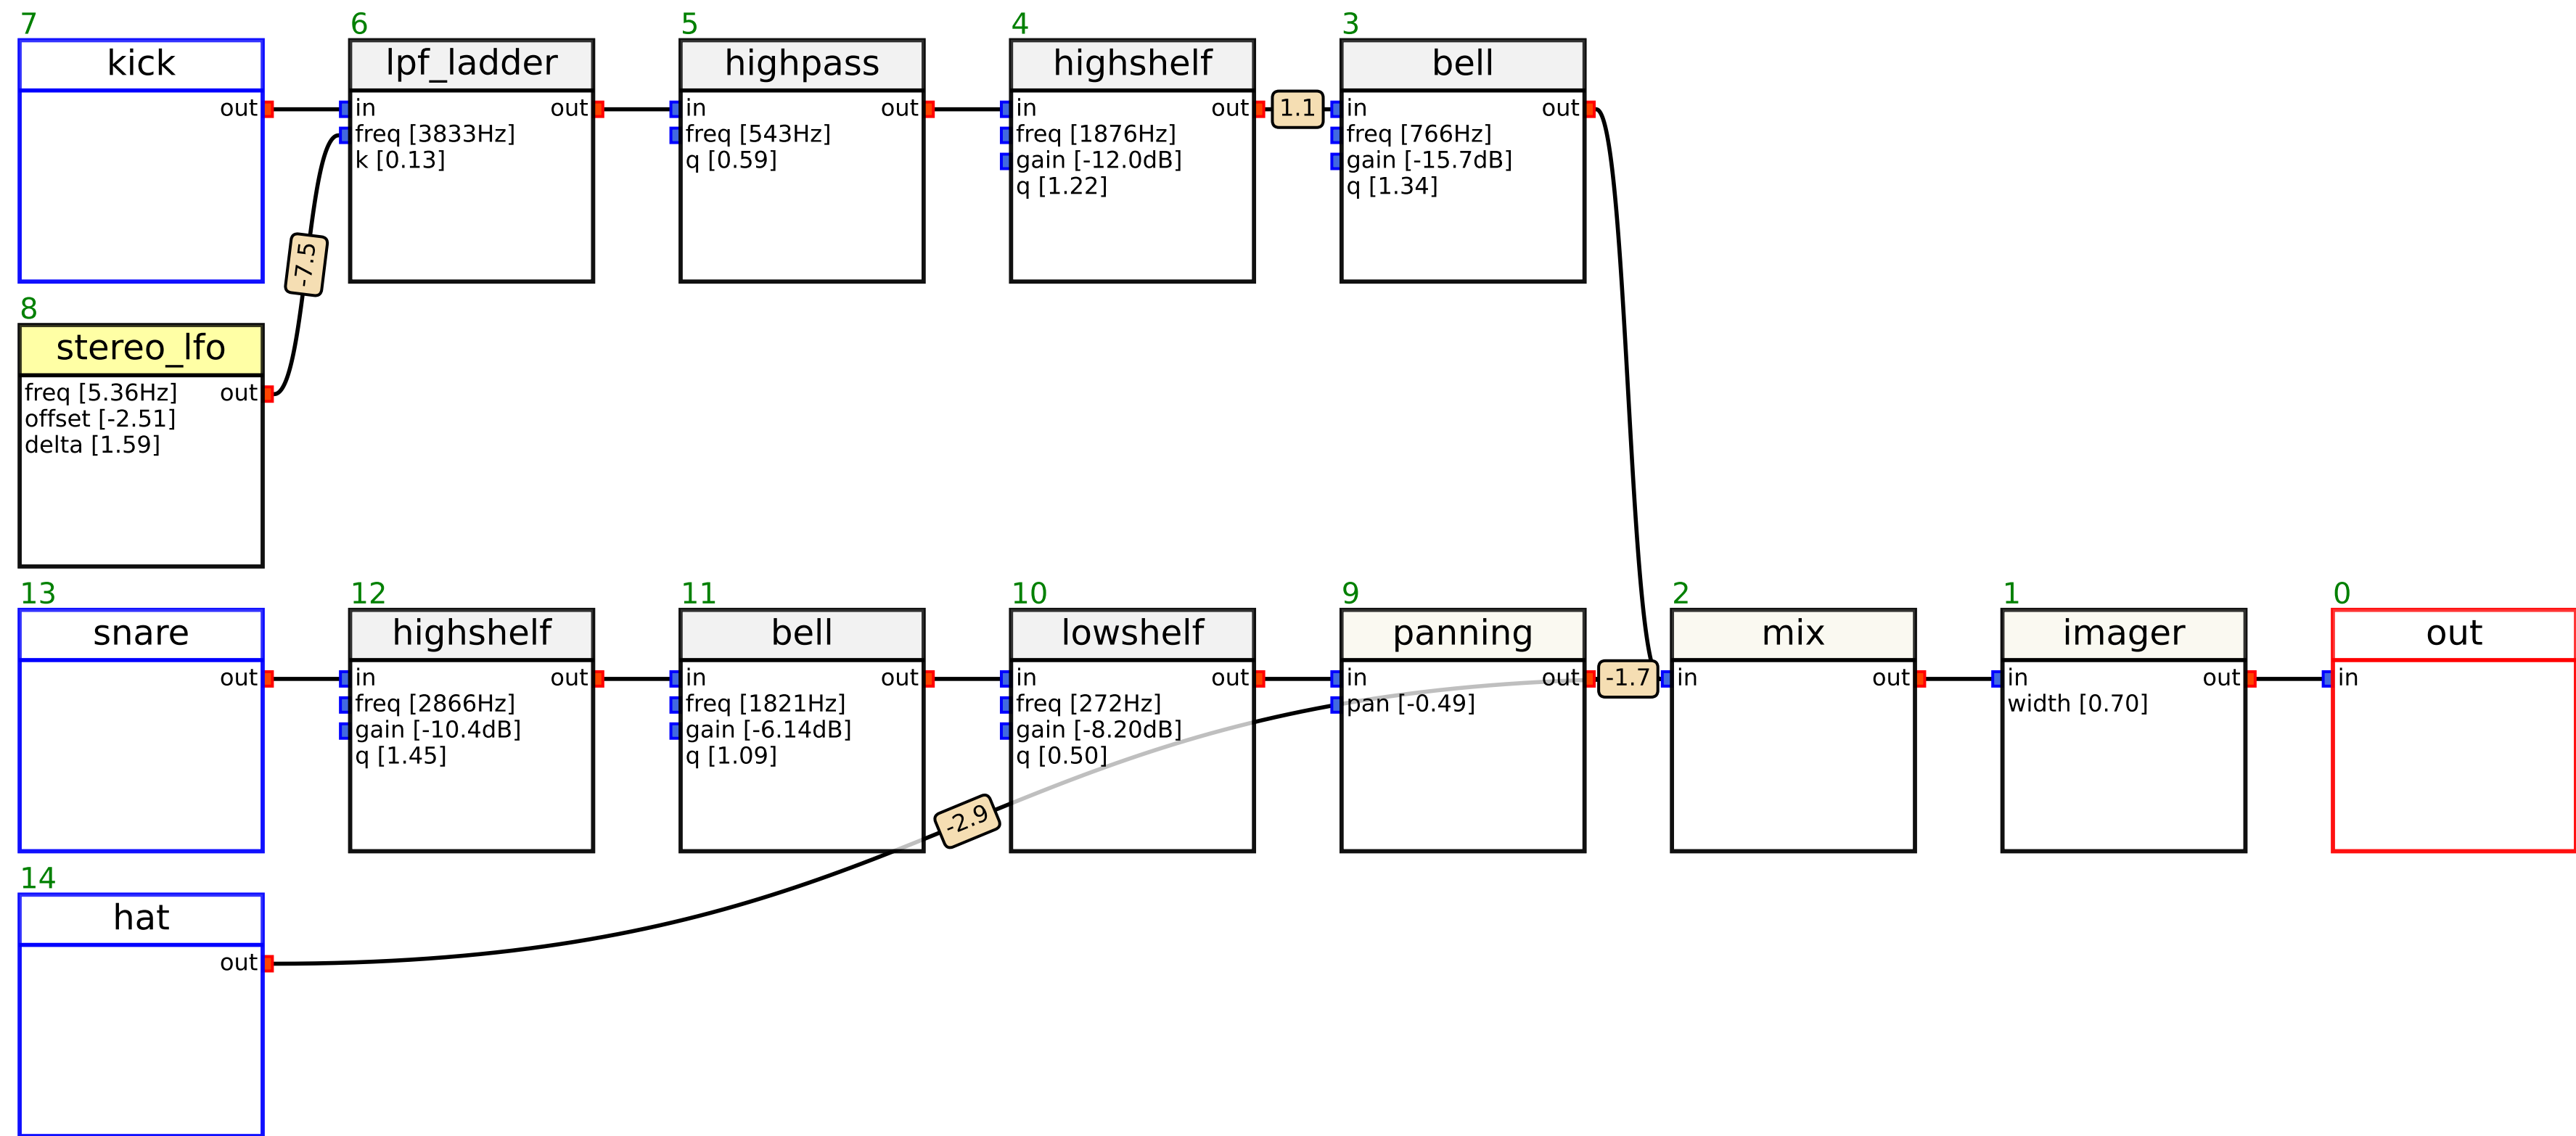 7
kick
out
6
lpf_ladder
in out
freq [3833Hz]
k [0.13]
5
highpass
in out
freq [543Hz]
q [0.59]
4
highshelf
in out
freq [1876Hz]
gain [-12.0dB]
q [1.22]
1.1
3
bell
in out
freq [766Hz]
gain [-15.7dB]
q [1.34]
-7.5
8
stereo_lfo
freq [5.36Hz] out
offset [-2.51]
delta [1.59]
13
snare
out
12
highshelf
in out
freq [2866Hz]
gain [-10.4dB]
q [1.45]
11
bell
in out
freq [1821Hz]
gain [-6.14dB]
q [1.09]
10
lowshelf
in out
freq [272Hz]
gain [-8.20dB]
q [0.50]
9
panning
in out
pan [-0.49]
-1.7
2
mix
in out
1
imager
in out
width [0.70]
0
out
in
-2.9
14
hat
out